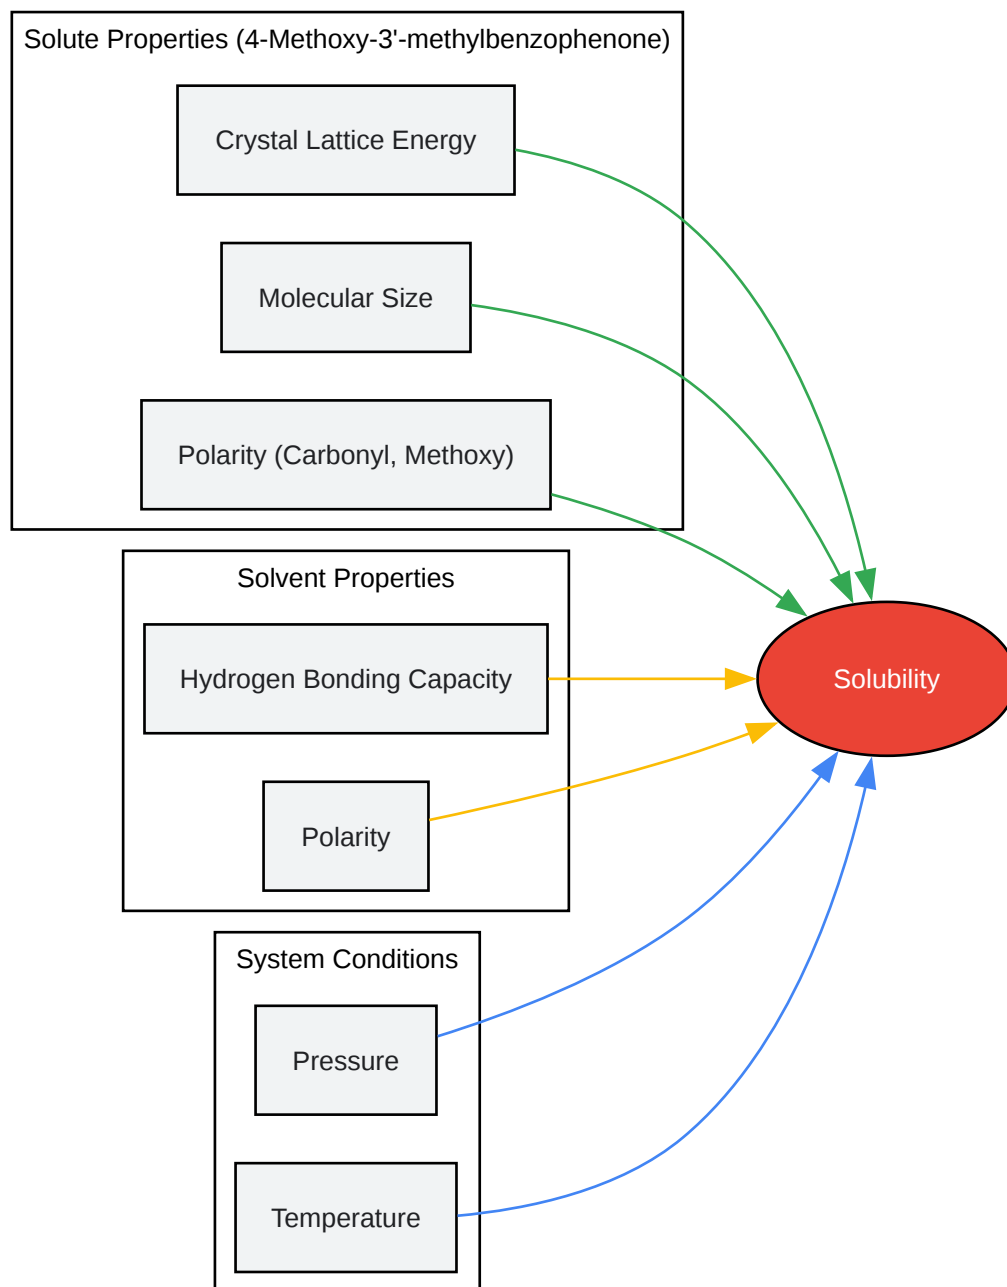 Solute Properties (4-Methoxy-3'-methylbenzophenone)
Crystal Lattice Energy
Molecular Size
Polarity (Carbonyl, Methoxy)
Solvent Properties
Hydrogen Bonding Capacity
Solubility
Polarity
System Conditions
Pressure
Temperature